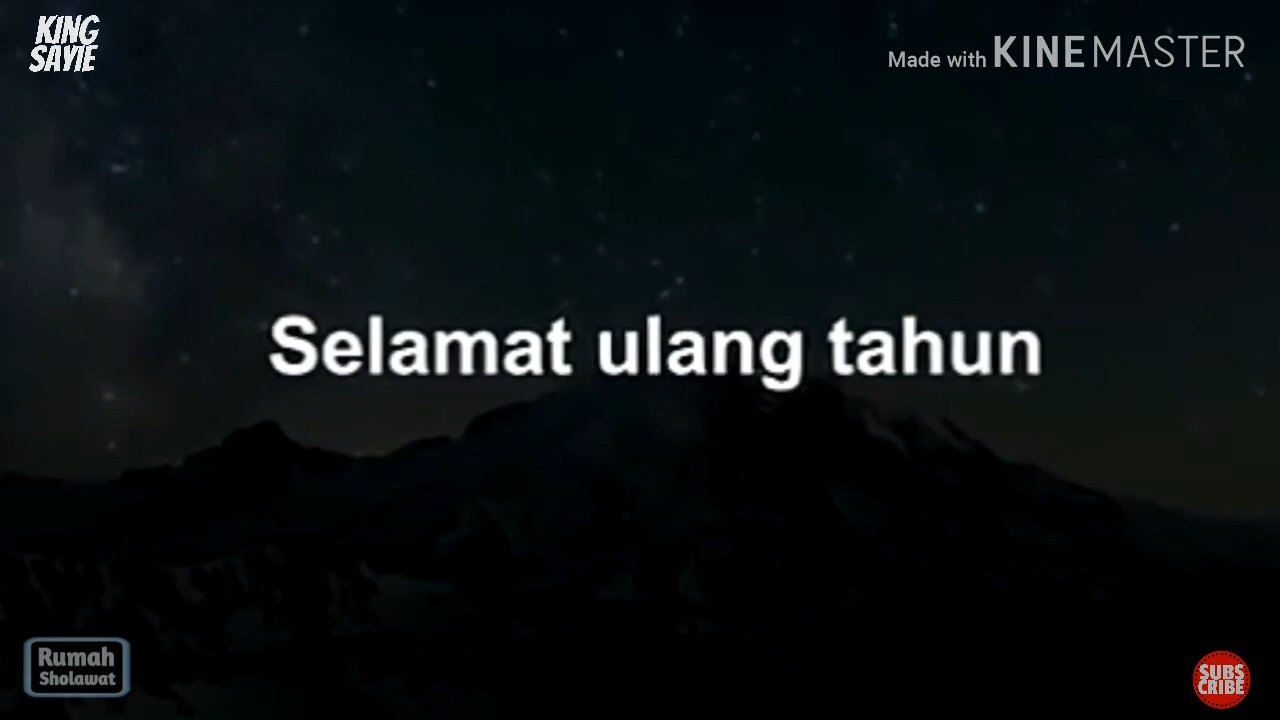 KING
SAYIE
Made with KINEMASTER
Selamat ulang tahun
Rumah
Sholawat
SUBS
CRIBE